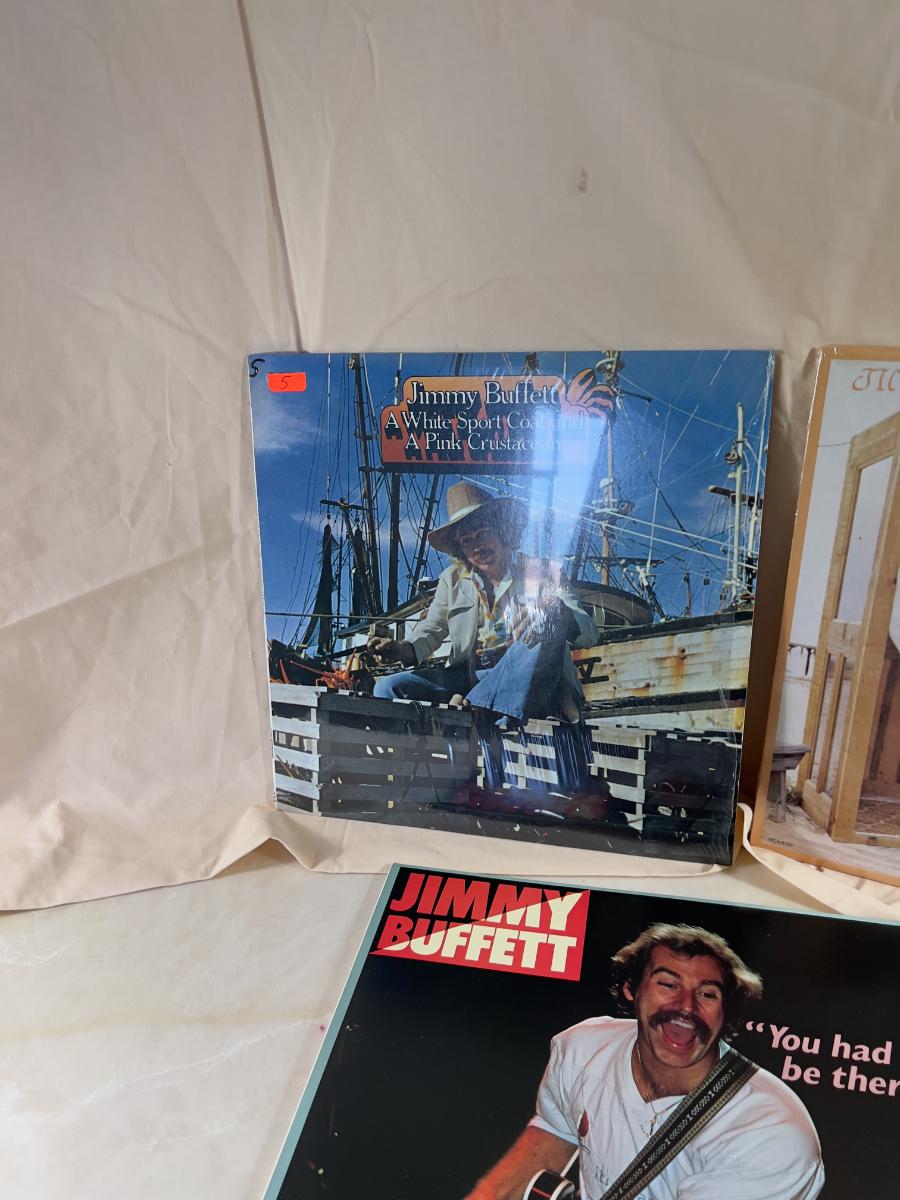 5
5
Jimmy Buffett
A White Sport Coat and
A Pink Crustacean
JIMMY
BUFFETT
“You had
be ther